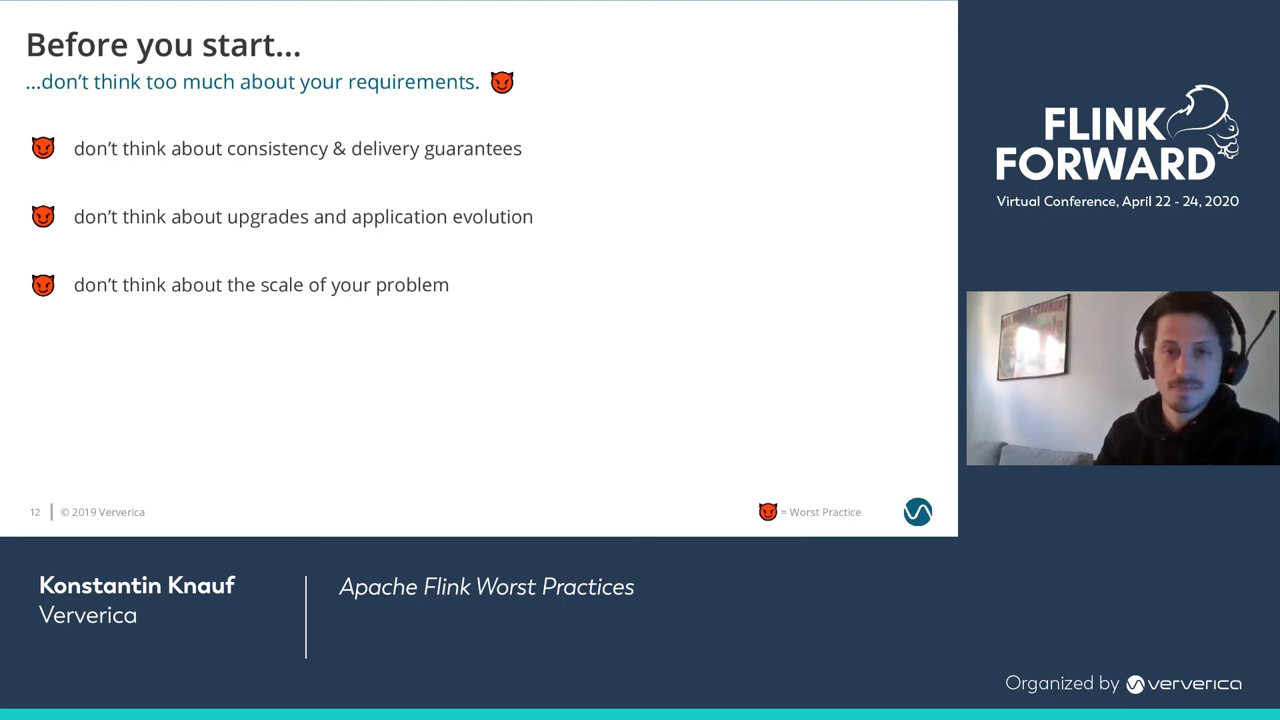 Before you start...
...don't think too much about your requirements.
don't think about consistency & delivery guarantees
don't think about upgrades and application evolution
don't think about the scale of your problem
12 © 2019 Ververica
= Worst Practice
FLINK
FORWARD
Virtual Conference, April 22 - 24, 2020
Konstantin Knauf
Ververica
Apache Flink Worst Practices
Organized by ververica